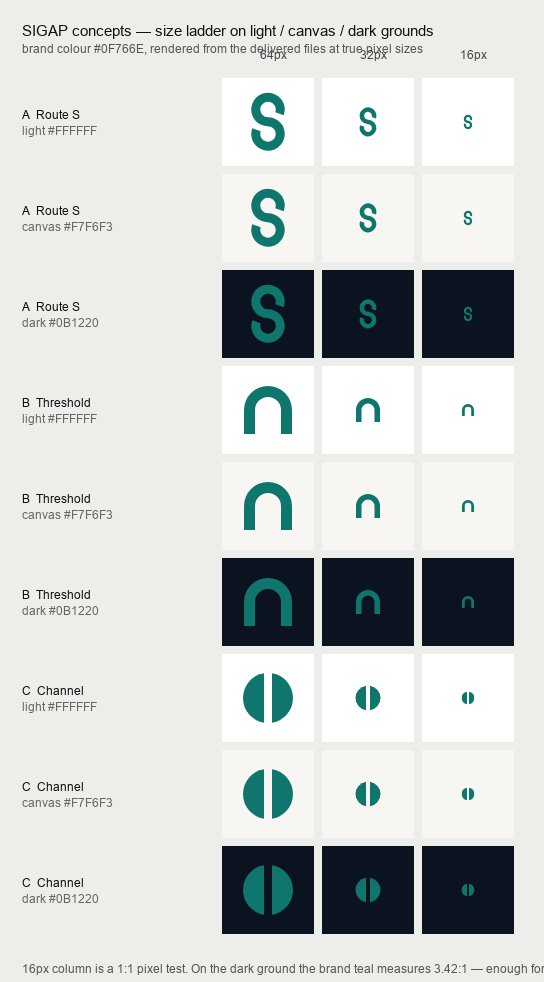 SIGAP concepts — size ladder on light / canvas / dark grounds
brand colour #0F766E, rendered from the delivered files at true pixel sizes
64px 32px 16px
A Route S
light #FFFFFF
A Route S
canvas #F7F6F3
A Route S
dark #0B1220
B Threshold
light #FFFFFF
B Threshold
canvas #F7F6F3
B Threshold
dark #0B1220
C Channel
light #FFFFFF
C Channel
canvas #F7F6F3
C Channel
dark #0B1220
16px column is a 1:1 pixel test. On the dark ground the brand teal measures 3.42:1 — enough for